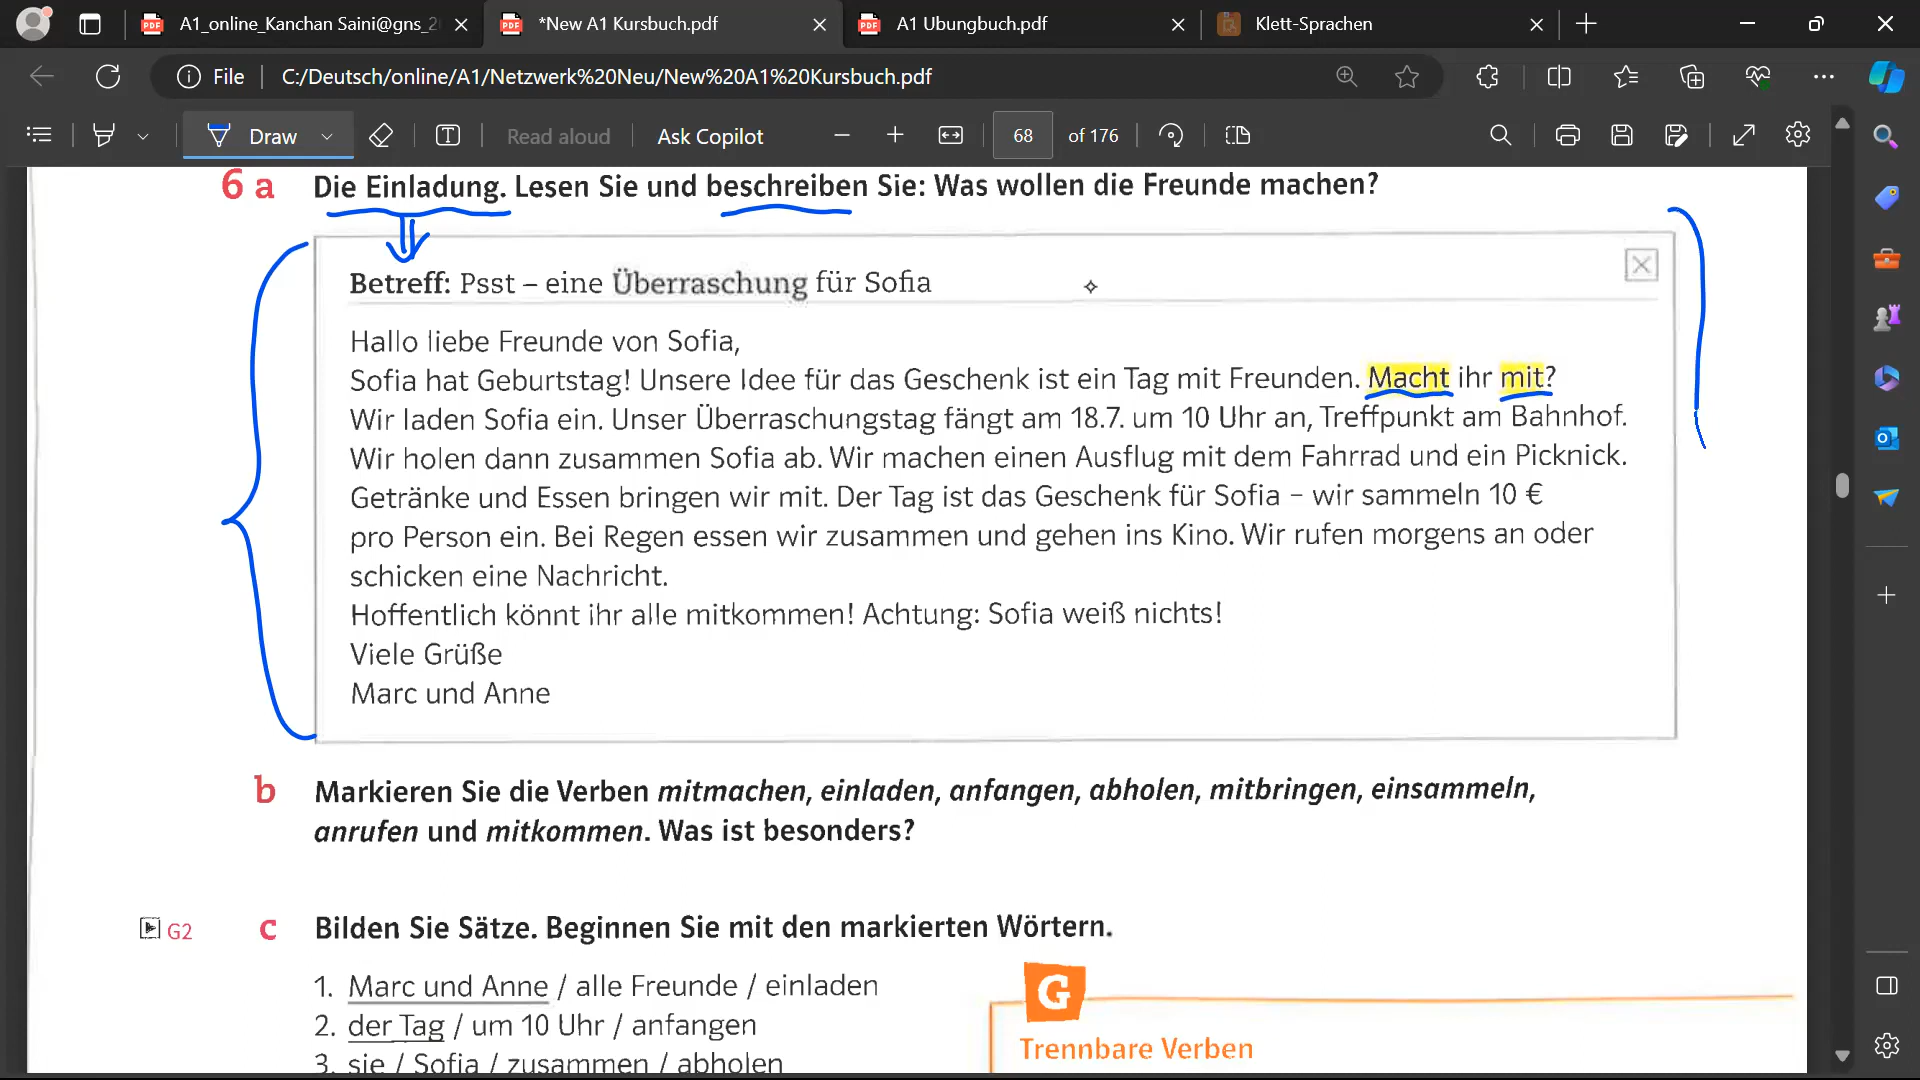 A1_online_Kanchan Saini@gns_2
*New A1 Kursbuch.pdf
A1 Ubungbuch.pdf
Klett-Sprachen
File
C:/Deutsch/online/A1/Netzwerk%20Neu/New%20A1%20Kursbuch.pdf
Draw
Read aloud
Ask Copilot
68 of 176
6 a Die Einladung. Lesen Sie und beschreiben Sie: Was wollen die Freunde machen?
Betreff: Psst – eine Überraschung für Sofia
Hallo liebe Freunde von Sofia,
Sofia hat Geburtstag! Unsere Idee für das Geschenk ist ein Tag mit Freunden. Macht ihr mit?
Wir laden Sofia ein. Unser Überraschungstag fängt am 18.7. um 10 Uhr an, Treffpunkt am Bahnhof.
Wir holen dann zusammen Sofia ab. Wir machen einen Ausflug mit dem Fahrrad und ein Picknick.
Getränke und Essen bringen wir mit. Der Tag ist das Geschenk für Sofia – wir sammeln 10 €
pro Person ein. Bei Regen essen wir zusammen und gehen ins Kino. Wir rufen morgens an oder
schicken eine Nachricht.
Hoffentlich könnt ihr alle mitkommen! Achtung: Sofia weiß nichts!
Viele Grüße
Marc und Anne
b Markieren Sie die Verben mitmachen, einladen, anfangen, abholen, mitbringen, einsammeln,
anrufen und mitkommen. Was ist besonders?
G2 c Bilden Sie Sätze. Beginnen Sie mit den markierten Wörtern.
1. Marc und Anne / alle Freunde / einladen
2. der Tag / um 10 Uhr / anfangen
3. sie / Sofia / zusammen / abholen
G
Trennbare Verben